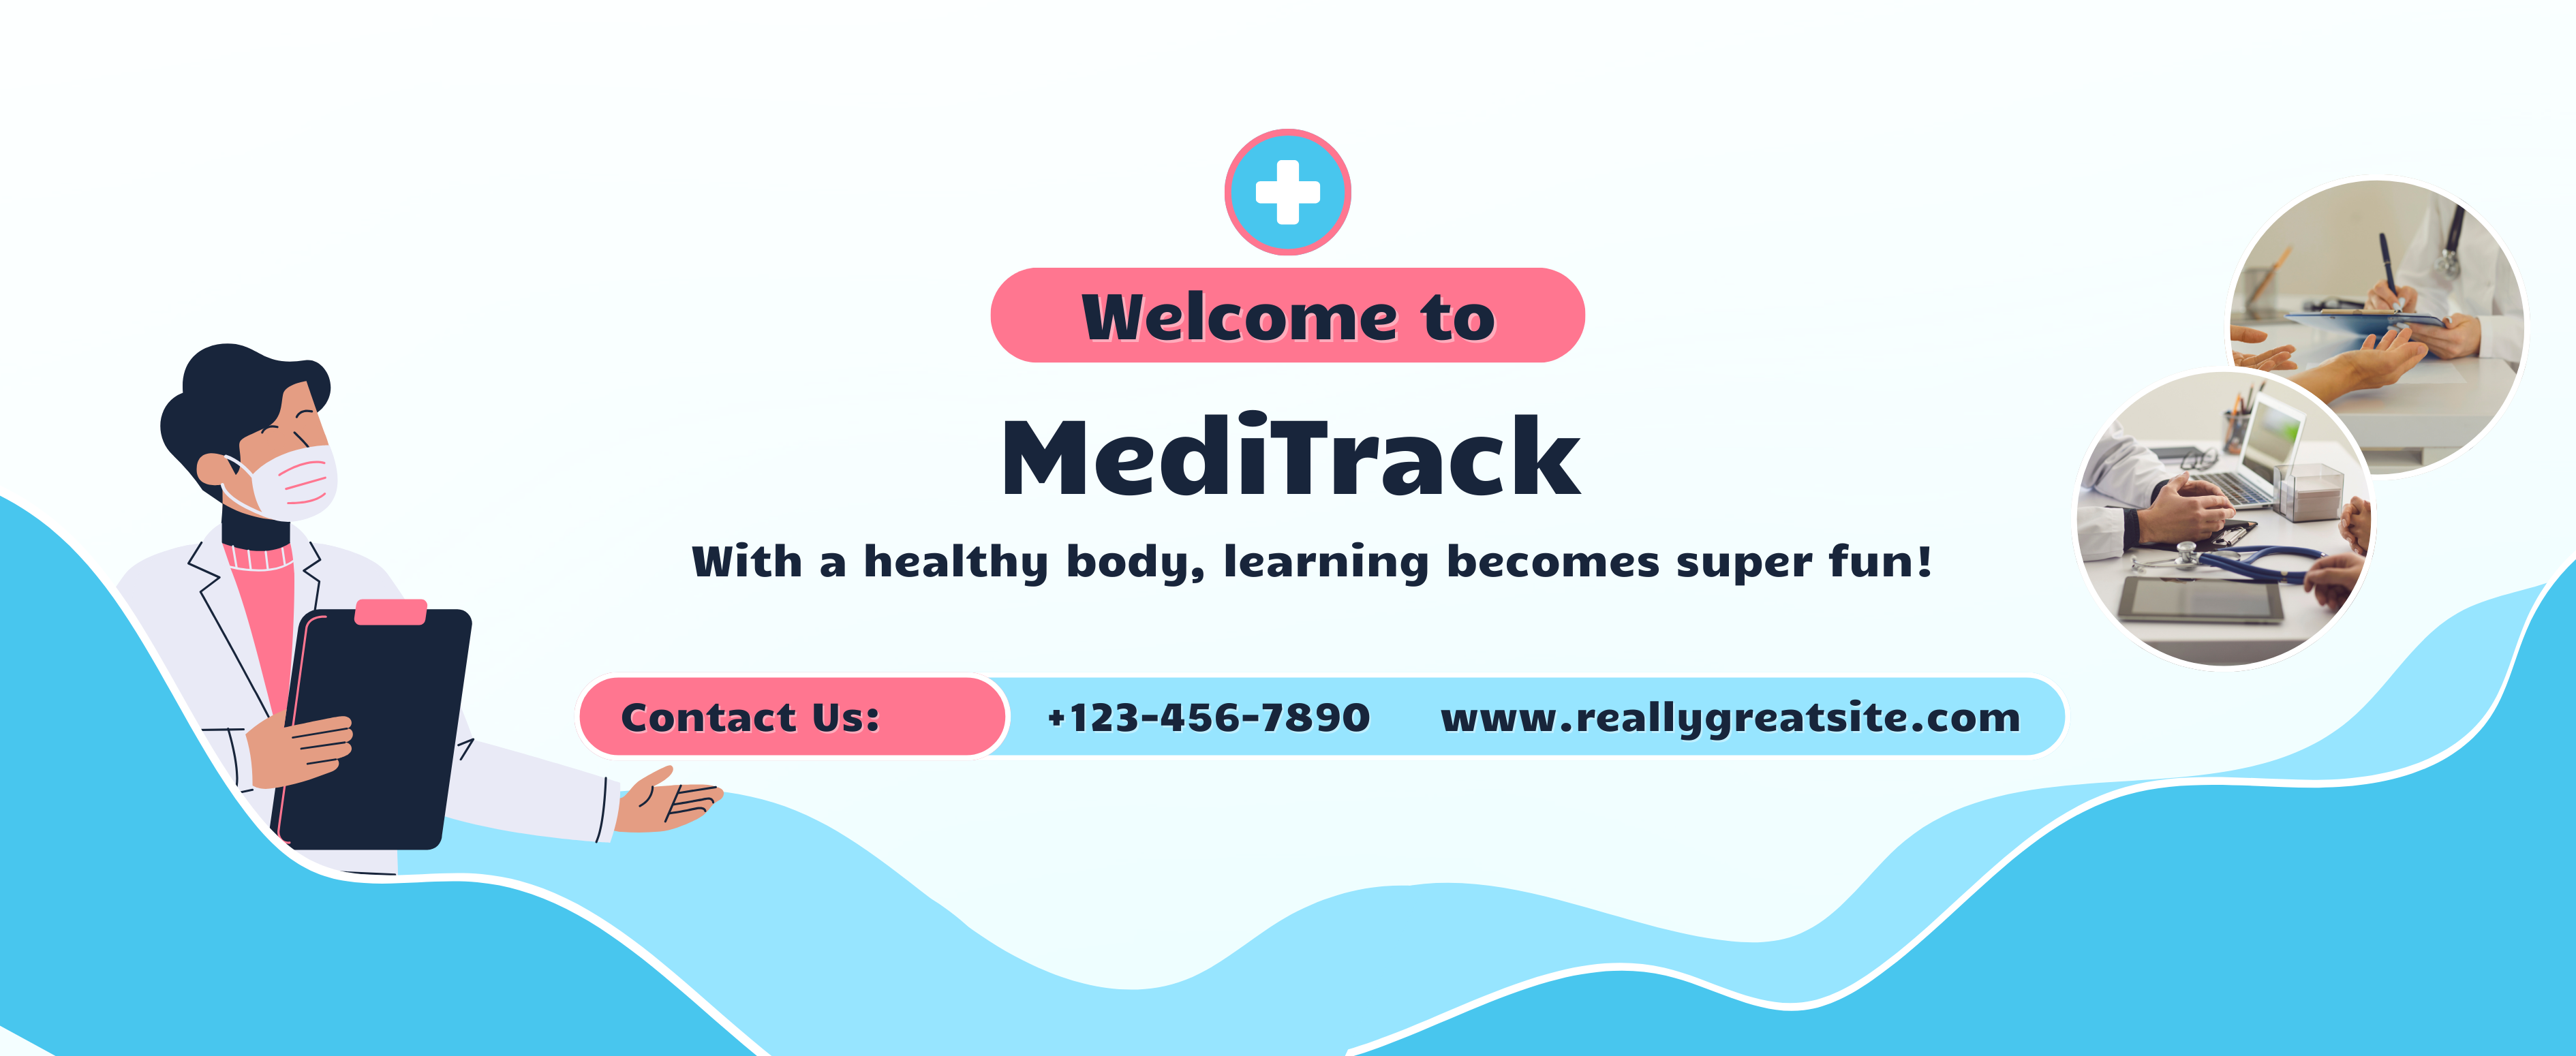 Welcome to
MediTrack
With a healthy body, learning becomes super fun!
Contact Us: +123-456-7890 www.reallygreatsite.com